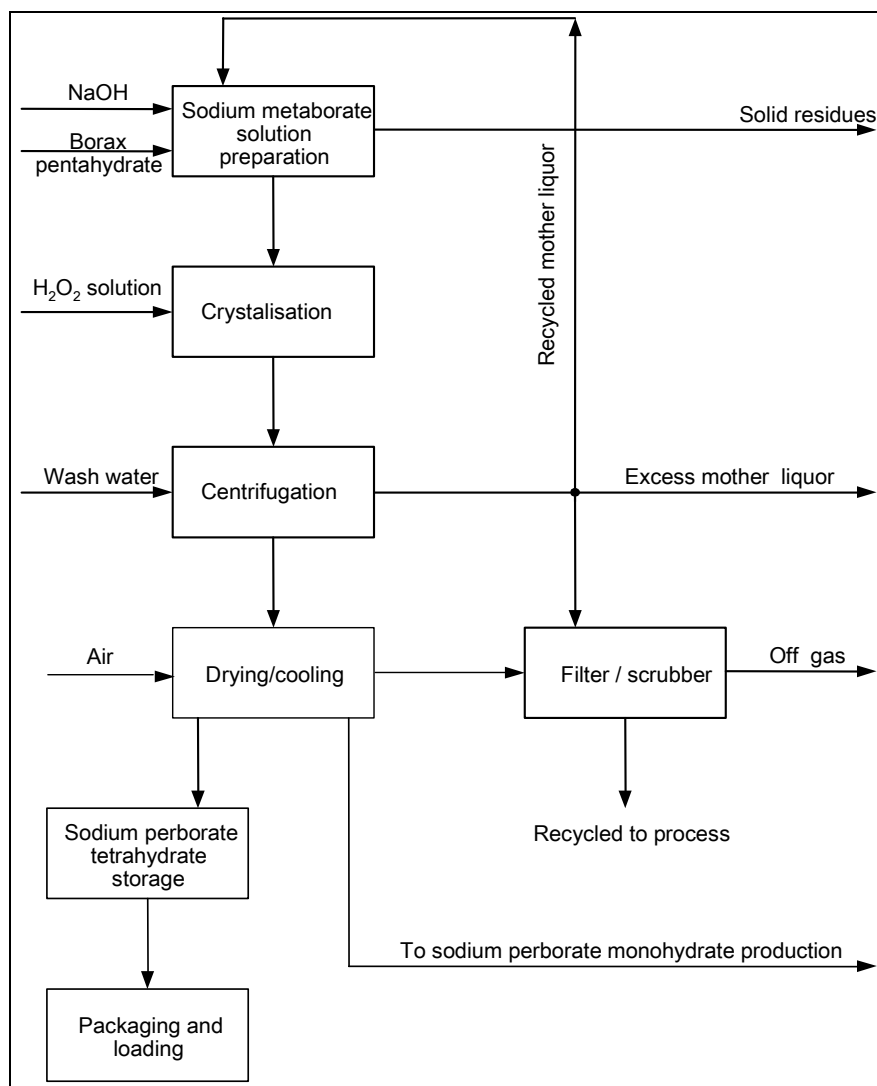 NaOH
Borax
pentahydrate
Sodium metaborate
solution
preparation
Solid residues
Recycled mother liquor
H₂O₂ solution
Crystalisation
Wash water
Centrifugation
Excess mother liquor
Air
Drying/cooling
Filter / scrubber
Off gas
Sodium perborate
tetrahydrate
storage
Recycled to process
To sodium perborate monohydrate production
Packaging and
loading